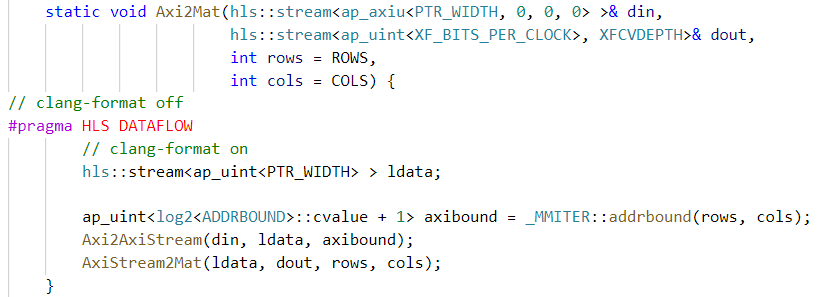 static void Axi2Mat(hls::stream<ap_axiu<PTR_WIDTH, 0, 0, 0> >& din,
hls::stream<ap_uint<XF_BITS_PER_CLOCK>, XFCVDEPTH>& dout,
int rows = ROWS,
int cols = COLS) {
// clang-format off
#pragma HLS DATAFLOW
// clang-format on
hls::stream<ap_uint<PTR_WIDTH> > ldata;
ap_uint<log2<ADDRBOUND>::cvalue + 1> axibound = _MMITER::addrbound(rows, cols);
Axi2AxiStream(din, ldata, axibound);
AxiStream2Mat(ldata, dout, rows, cols);
}